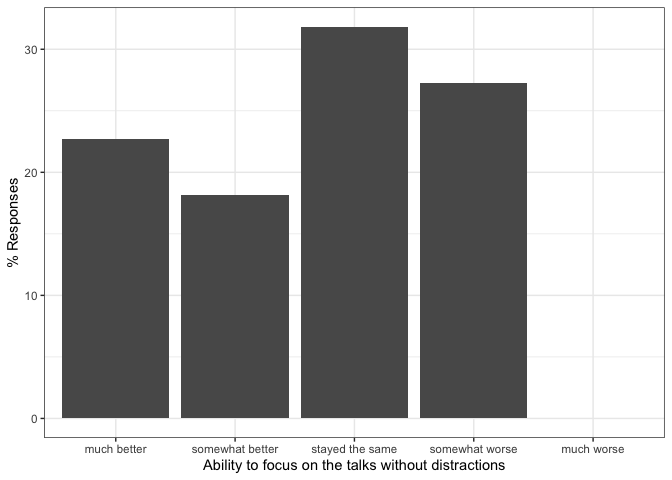 % Responses
30
20
10
0
much better
somewhat better
stayed the same
somewhat worse
much worse
Ability to focus on the talks without distractions